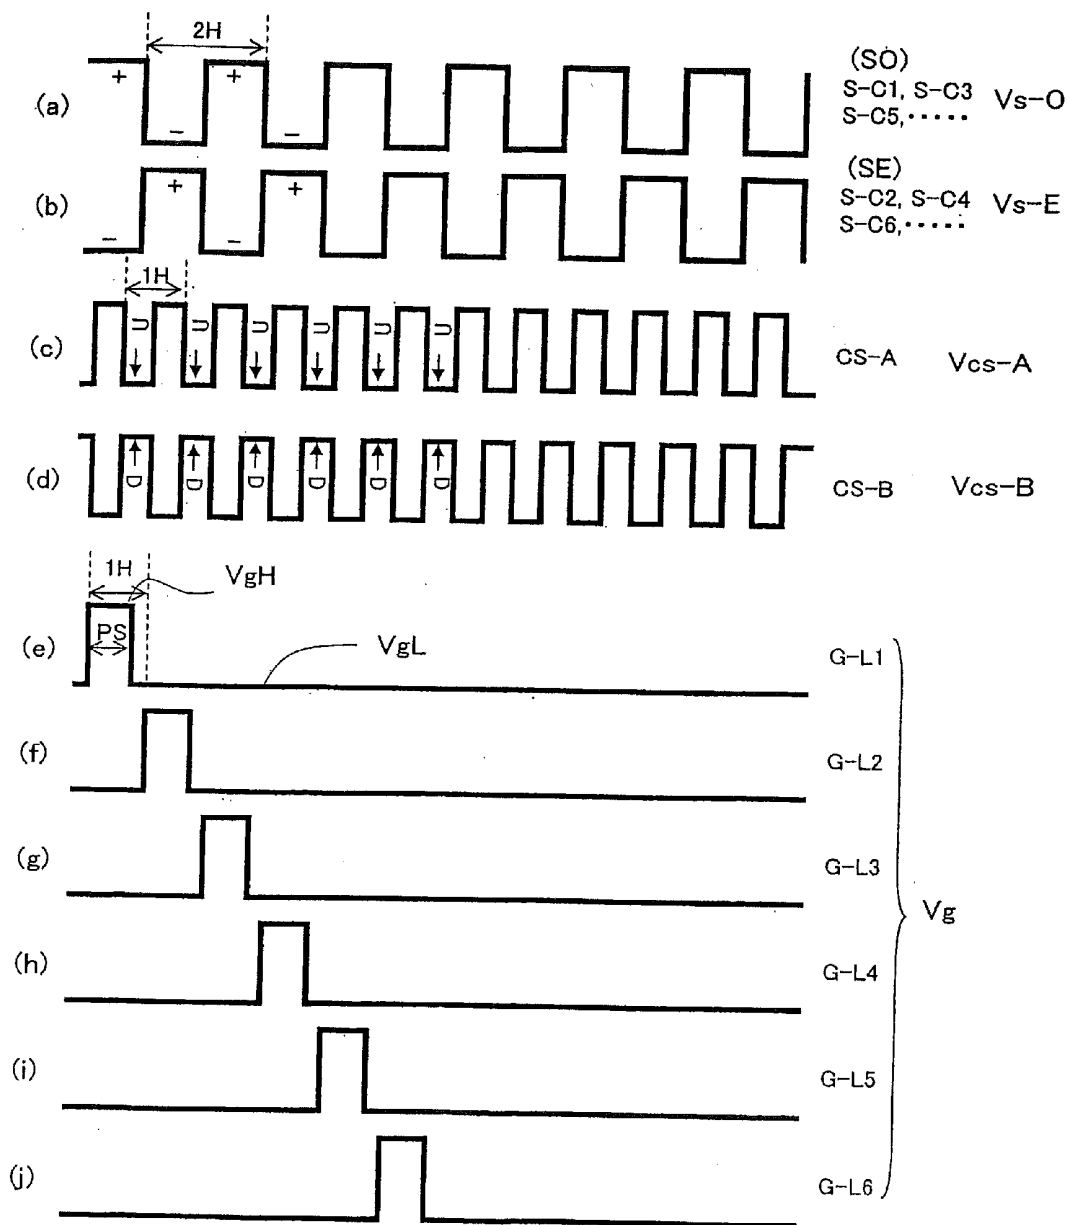 2H
(a) + − + −
(SO)
S-C1, S-C3
S-C5,・・・・・
Vs-O
(b) − + − +
(SE)
S-C2, S-C4
S-C6,・・・・・
Vs-E
1H
(c) U U U U U U CS-A Vcs-A
(d) D D D D D D CS-B Vcs-B
1H VgH
(e) PS VgL G-L1
(f) G-L2
(g) G-L3
Vg
(h) G-L4
(i) G-L5
(j) G-L6